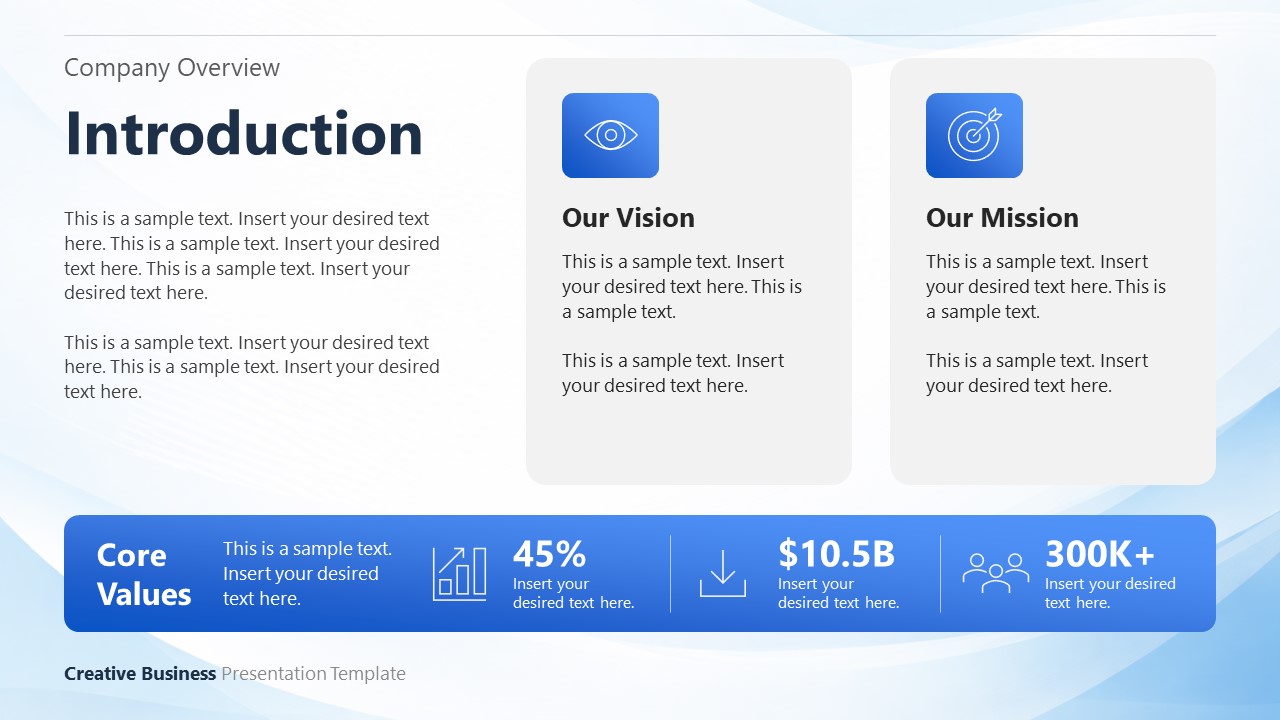 Company Overview
Introduction
This is a sample text. Insert your desired text
here. This is a sample text. Insert your desired
text here. This is a sample text. Insert your
desired text here.
This is a sample text. Insert your desired text
here. This is a sample text. Insert your desired
text here.
Our Vision
This is a sample text. Insert
your desired text here. This is
a sample text.
This is a sample text. Insert
your desired text here.
Our Mission
This is a sample text. Insert
your desired text here. This is
a sample text.
This is a sample text. Insert
your desired text here.
Core
Values
This is a sample text.
Insert your desired
text here.
45%
Insert your
desired text here.
$10.5B
Insert your
desired text here.
300K+
Insert your desired
text here.
Creative Business Presentation Template